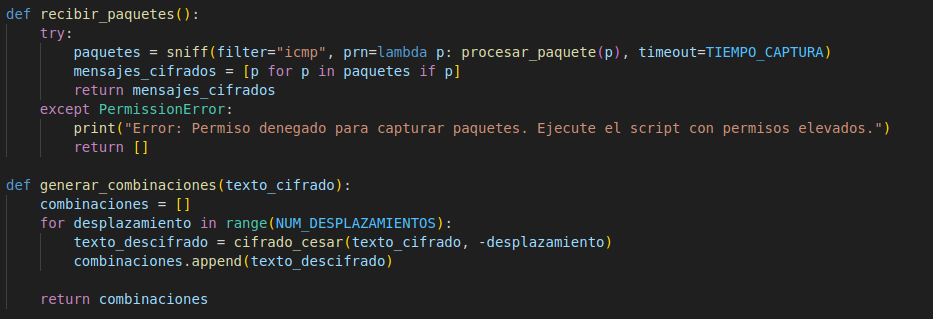 def recibir_paquetes():
    try:
        paquetes = sniff(filter="icmp", prn=lambda p: procesar_paquete(p), timeout=TIEMPO_CAPTURA)
        mensajes_cifrados = [p for p in paquetes if p]
        return mensajes_cifrados
    except PermissionError:
        print("Error: Permiso denegado para capturar paquetes. Ejecute el script con permisos elevados.")
        return []

def generar_combinaciones(texto_cifrado):
    combinaciones = []
    for desplazamiento in range(NUM_DESPLAZAMIENTOS):
        texto_descifrado = cifrado_cesar(texto_cifrado, -desplazamiento)
        combinaciones.append(texto_descifrado)

    return combinaciones